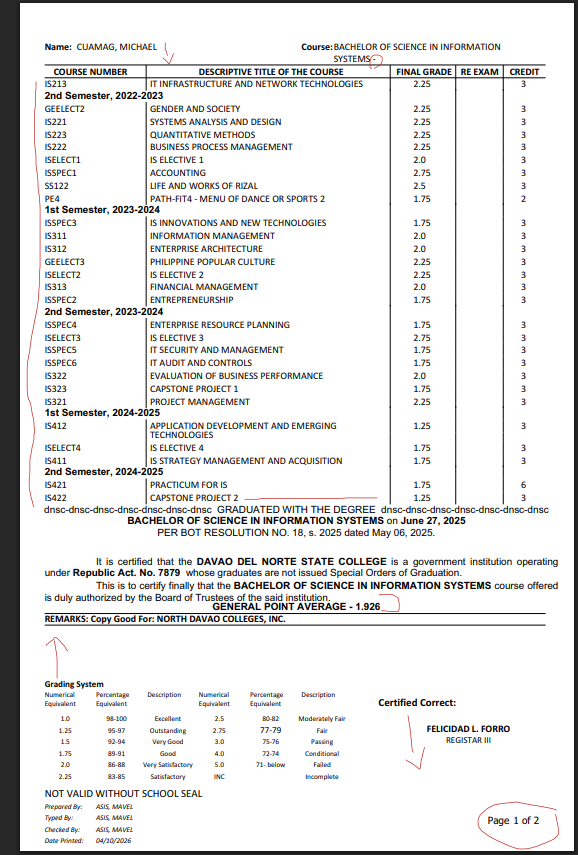 Name: CUAMAG, MICHAEL Course:BACHELOR OF SCIENCE IN INFORMATION
SYSTEMS -
COURSE NUMBER DESCRIPTIVE TITLE OF THE COURSE FINAL GRADE RE EXAM CREDIT
IS213 IT INFRASTRUCTURE AND NETWORK TECHNOLOGIES 2.25 3
2nd Semester, 2022-2023
GEELECT2 GENDER AND SOCIETY 2.25 3
IS221 SYSTEMS ANALYSIS AND DESIGN 2.25 3
IS223 QUANTITATIVE METHODS 2.25 3
IS222 BUSINESS PROCESS MANAGEMENT 2.25 3
ISELECT1 IS ELECTIVE 1 2.0 3
ISSPEC1 ACCOUNTING 2.75 3
SS122 LIFE AND WORKS OF RIZAL 2.5 3
PE4 PATH-FIT4 - MENU OF DANCE OR SPORTS 2 1.75 2
1st Semester, 2023-2024
ISSPEC3 IS INNOVATIONS AND NEW TECHNOLOGIES 1.75 3
IS311 INFORMATION MANAGEMENT 2.0 3
IS312 ENTERPRISE ARCHITECTURE 2.0 3
GEELECT3 PHILIPPINE POPULAR CULTURE 2.25 3
ISELECT2 IS ELECTIVE 2 2.25 3
IS313 FINANCIAL MANAGEMENT 2.0 3
ISSPEC2 ENTREPRENEURSHIP 1.75 3
2nd Semester, 2023-2024
ISSPEC4 ENTERPRISE RESOURCE PLANNING 1.75 3
ISELECT3 IS ELECTIVE 3 2.75 3
ISSPEC5 IT SECURITY AND MANAGEMENT 1.75 3
ISSPEC6 IT AUDIT AND CONTROLS 1.75 3
IS322 EVALUATION OF BUSINESS PERFORMANCE 2.0 3
IS323 CAPSTONE PROJECT 1 1.75 3
IS321 PROJECT MANAGEMENT 2.25 3
1st Semester, 2024-2025
IS412 APPLICATION DEVELOPMENT AND EMERGING 1.25 3
TECHNOLOGIES
ISELECT4 IS ELECTIVE 4 1.75 3
IS411 IS STRATEGY MANAGEMENT AND ACQUISITION 1.75 3
2nd Semester, 2024-2025
IS421 PRACTICUM FOR IS 1.75 6
IS422 CAPSTONE PROJECT 2 1.25 3
dnsc-dnsc-dnsc-dnsc-dnsc-dnsc GRADUATED WITH THE DEGREE dnsc-dnsc-dnsc-dnsc-dnsc-dnsc
BACHELOR OF SCIENCE IN INFORMATION SYSTEMS on June 27, 2025
PER BOT RESOLUTION NO. 18, s. 2025 dated May 06, 2025.
It is certified that the DAVAO DEL NORTE STATE COLLEGE is a government institution operating
under Republic Act. No. 7879 whose graduates are not issued Special Orders of Graduation.
This is to certify finally that the BACHELOR OF SCIENCE IN INFORMATION SYSTEMS course offered
is duly authorized by the Board of Trustees of the said institution.
GENERAL POINT AVERAGE - 1.926
REMARKS: Copy Good For: NORTH DAVAO COLLEGES, INC.
Grading System
Numerical Percentage Description Numerical Percentage Description
Equivalent Equivalent Equivalent Equivalent
1.0 98-100 Excellent 2.5 80-82 Moderately Fair
1.25 95-97 Outstanding 2.75 77-79 Fair
1.5 92-94 Very Good 3.0 75-76 Passing
1.75 89-91 Good 4.0 72-74 Conditional
2.0 86-88 Very Satisfactory 5.0 71- below Failed
2.25 83-85 Satisfactory INC Incomplete
Certified Correct:
FELICIDAD L. FORRO
REGISTAR III
NOT VALID WITHOUT SCHOOL SEAL
Prepared By: ASIS, MAVEL
Typed By: ASIS, MAVEL
Checked By: ASIS, MAVEL
Date Printed: 04/10/2026
Page 1 of 2